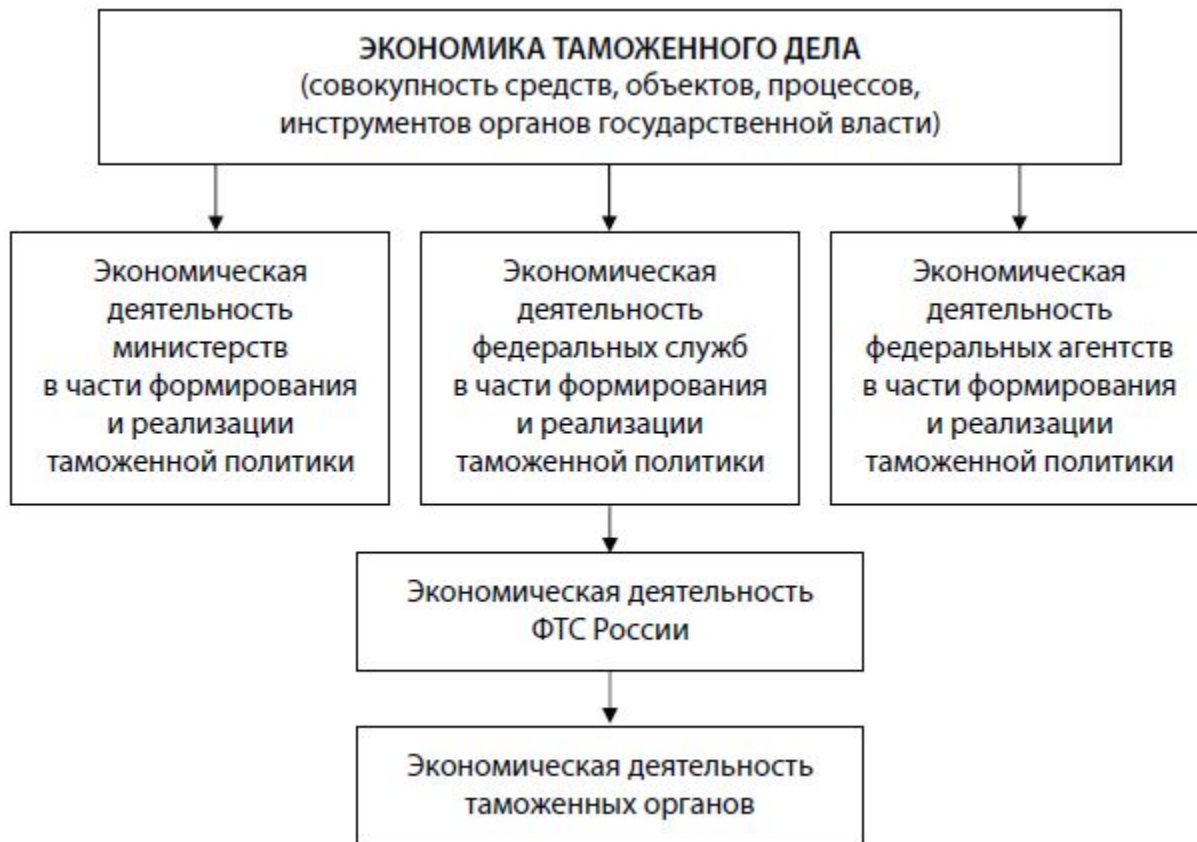 ЭКОНОМИКА ТАМОЖЕННОГО ДЕЛА
(совокупность средств, объектов, процессов,
инструментов органов государственной власти)
Экономическая
деятельность
министерств
в части формирования
и реализации
таможенной политики
Экономическая
деятельность
федеральных служб
в части формирования
и реализации
таможенной политики
Экономическая
деятельность
федеральных агентств
в части формирования
и реализации
таможенной политики
Экономическая деятельность
ФТС России
Экономическая деятельность
таможенных органов